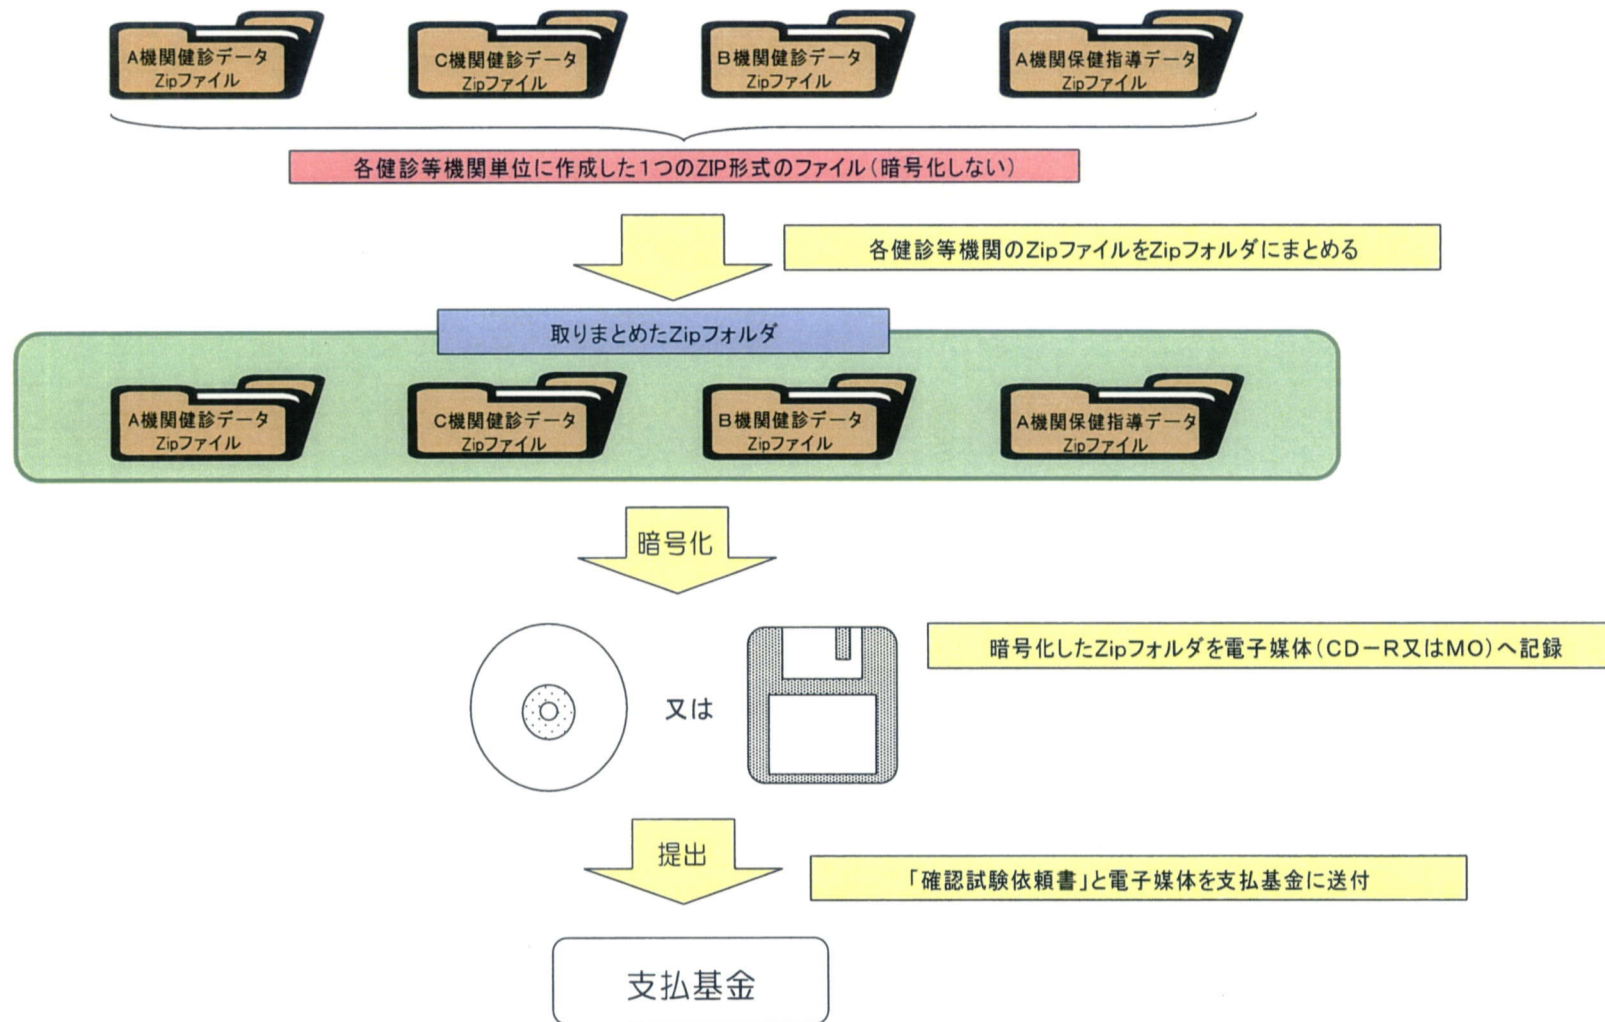 A機関健診データ
Zipファイル
C機関健診データ
Zipファイル
B機関健診データ
Zipファイル
A機関保健指導データ
Zipファイル
各健診等機関単位に作成した1つのZIP形式のファイル(暗号化しない)
各健診等機関のZipファイルをZipフォルダにまとめる
取りまとめたZipフォルダ
A機関健診データ
Zipファイル
C機関健診データ
Zipファイル
B機関健診データ
Zipファイル
A機関保健指導データ
Zipファイル
暗号化
暗号化したZipフォルダを電子媒体(CD-R又はMO)へ記録
又は
提出
「確認試験依頼書」と電子媒体を支払基金に送付
支払基金